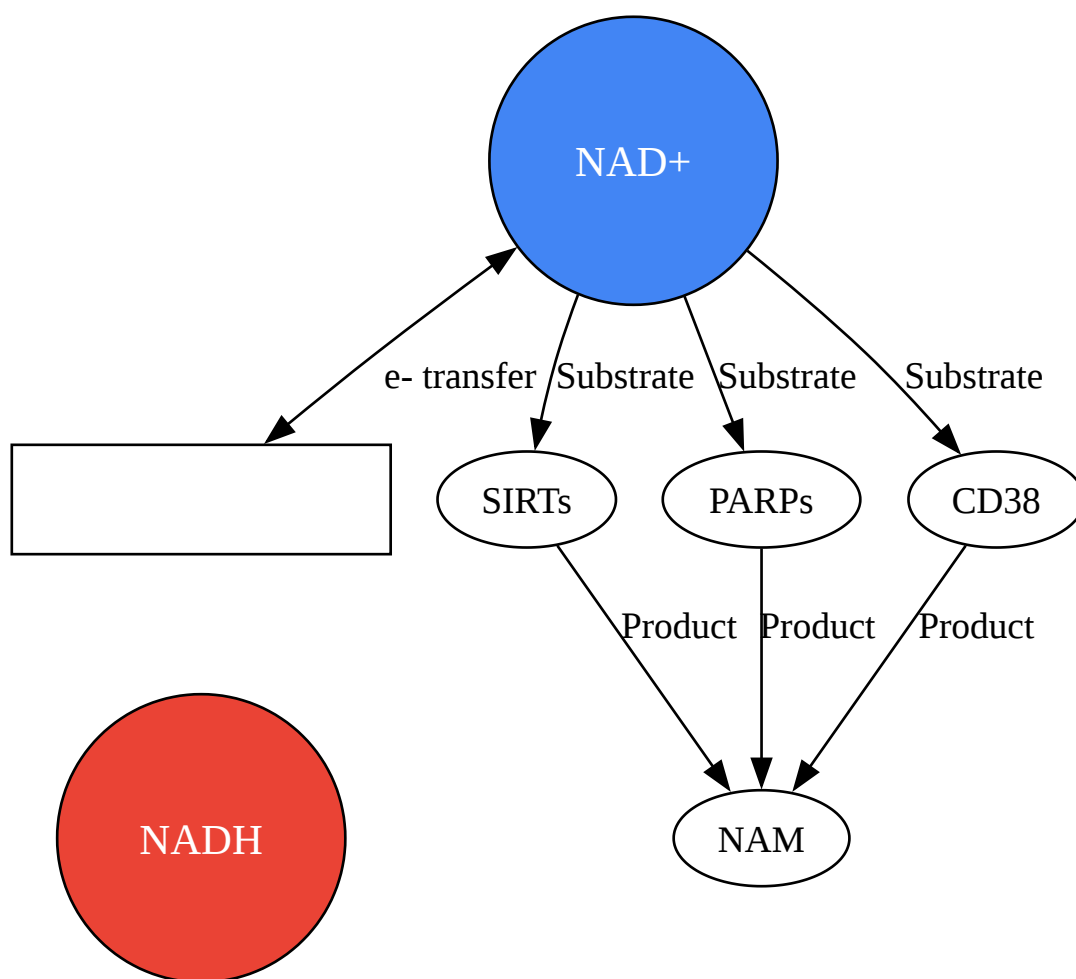 NAD+
e- transfer
Substrate
Substrate
Substrate
SIRTs
PARPs
CD38
Product
Product
Product
NADH
NAM